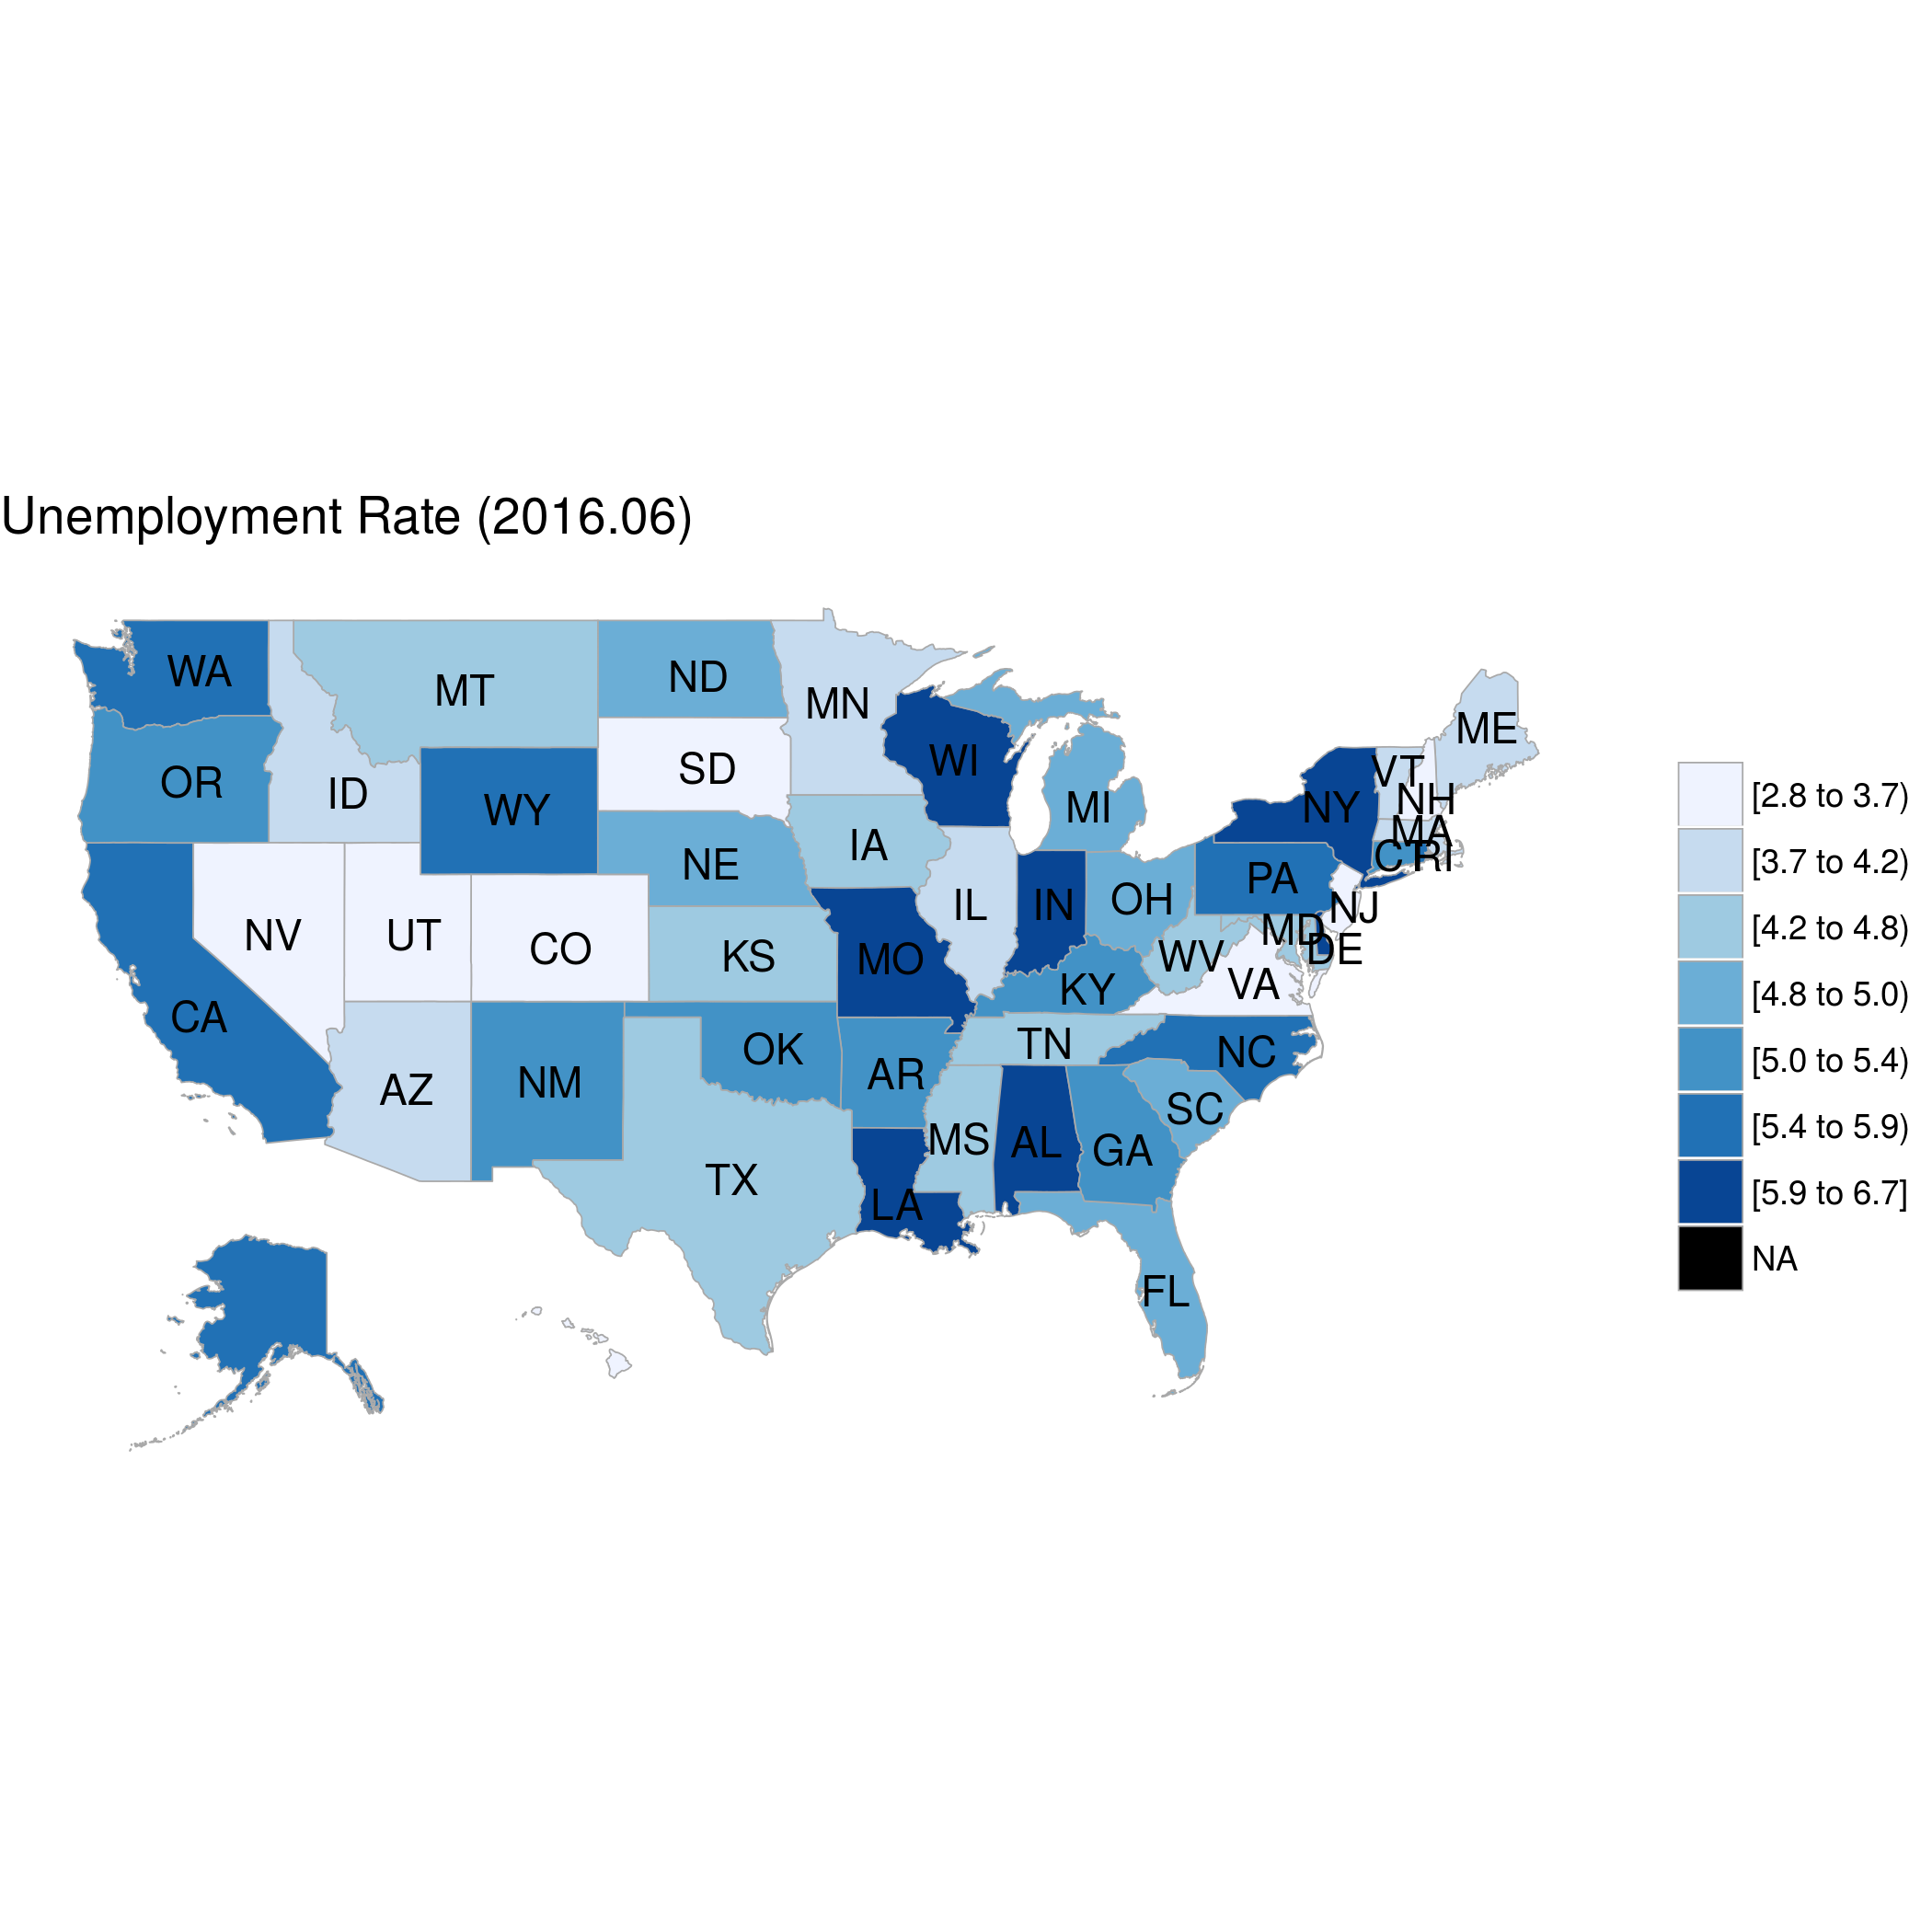 Unemployment Rate (2016.06)
WA
MT
ND
MN
ME
OR
ID
WY
SD
WI
MI
VT
NH
NY
MA
NE
IA
CT
RI
PA
NV
UT
CO
KS
MO
IL
IN
OH
NJ
MD
DE
WV
VA
KY
CA
AZ
NM
OK
AR
TN
NC
SC
TX
LA
MS
AL
GA
FL
[2.8 to 3.7)
[3.7 to 4.2)
[4.2 to 4.8)
[4.8 to 5.0)
[5.0 to 5.4)
[5.4 to 5.9)
[5.9 to 6.7]
NA